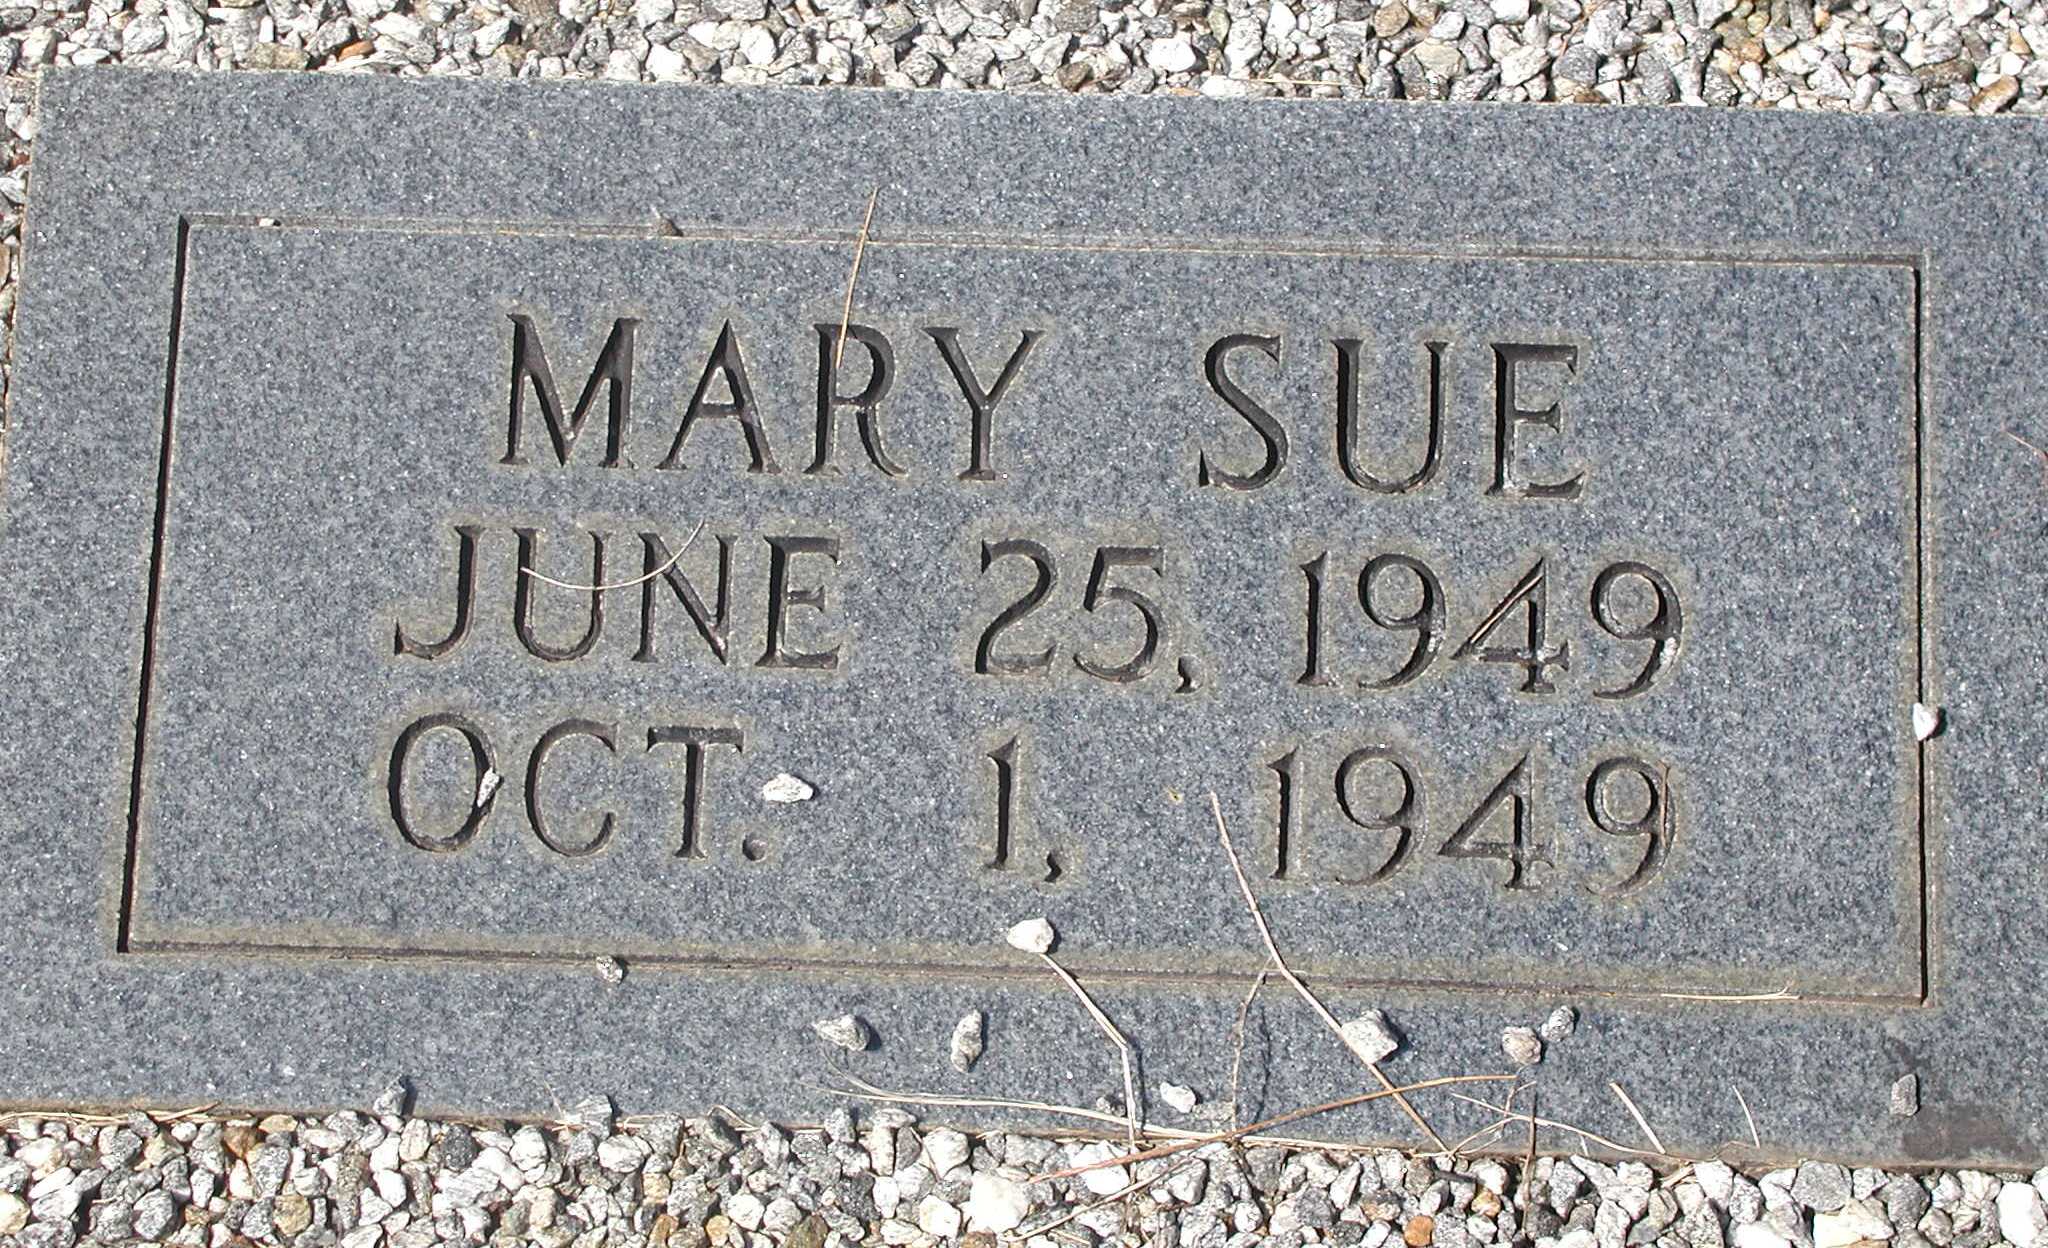 MARY SUE
JUNE 25, 1949
OCT. 1, 1949